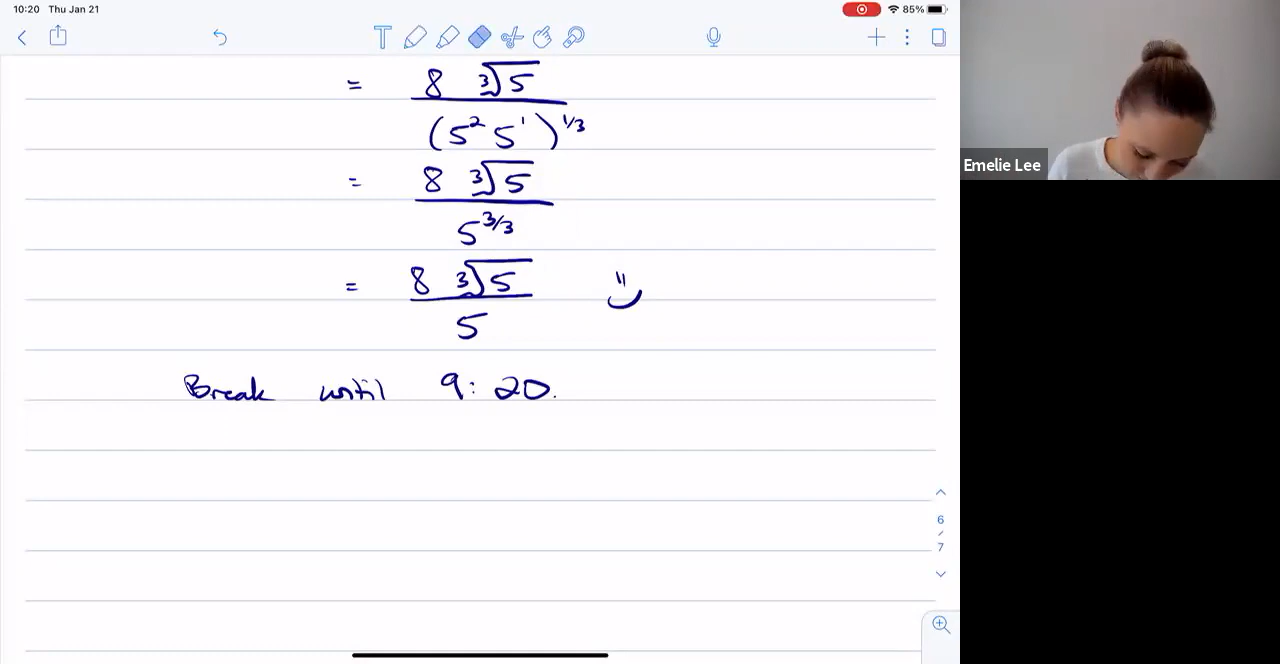 10:20 Thu Jan 21
85%
= 8 ∛5
(5² 5¹)^1/3
= 8 ∛5
5^3/3
= 8 ∛5
5
Break until 9:20.
Emelie Lee
6
/
7